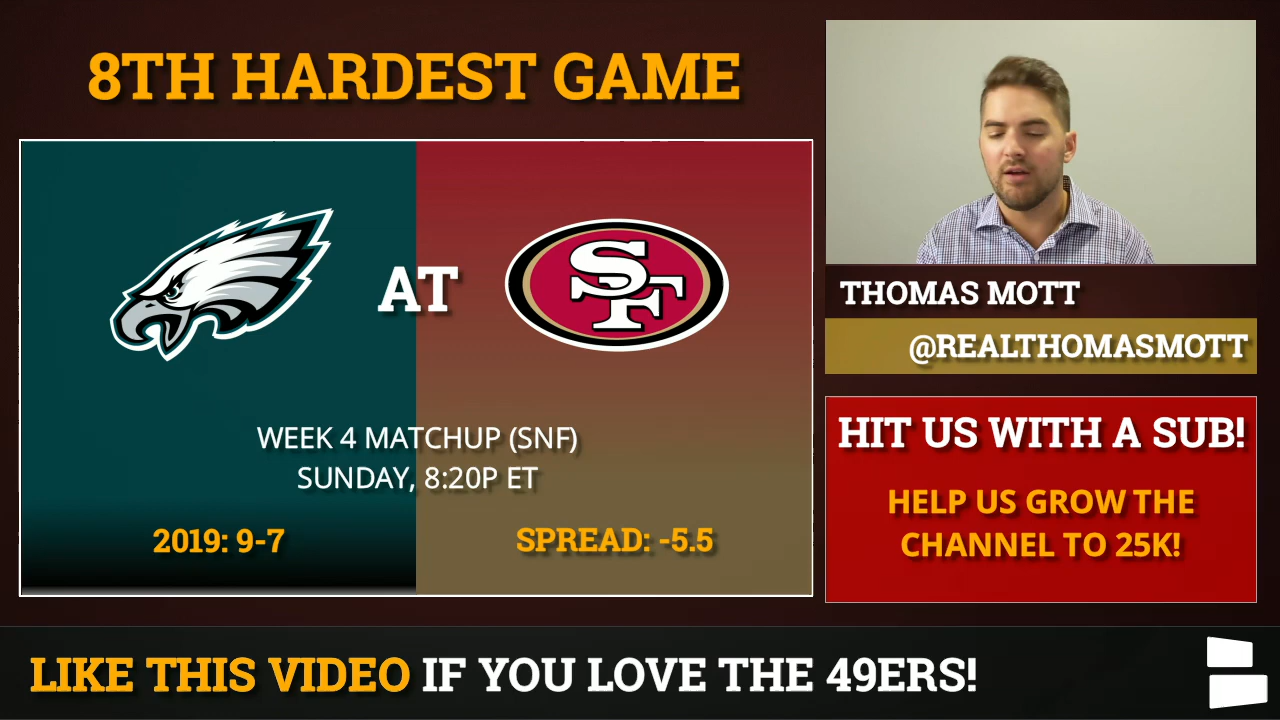 8TH HARDEST GAME
AT
SF
WEEK 4 MATCHUP (SNF)
SUNDAY, 8:20P ET
2019: 9-7
SPREAD: -5.5
THOMAS MOTT
@REALTHOMASMOTT
HIT US WITH A SUB!
HELP US GROW THE
CHANNEL TO 25K!
LIKE THIS VIDEO IF YOU LOVE THE 49ERS!